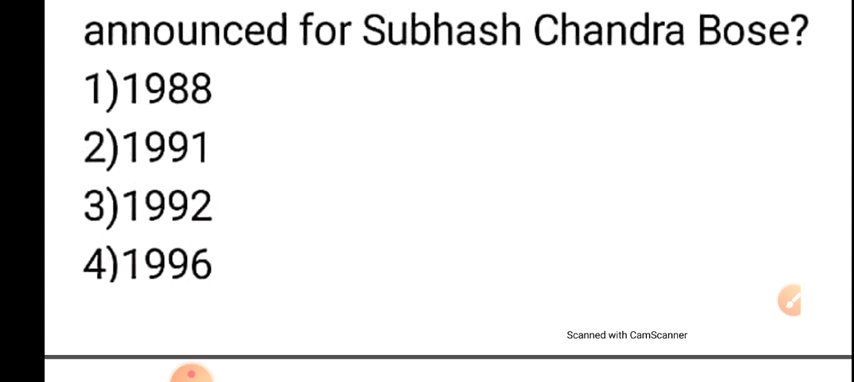 announced for Subhash Chandra Bose?
1)1988
2)1991
3)1992
4)1996
Scanned with CamScanner